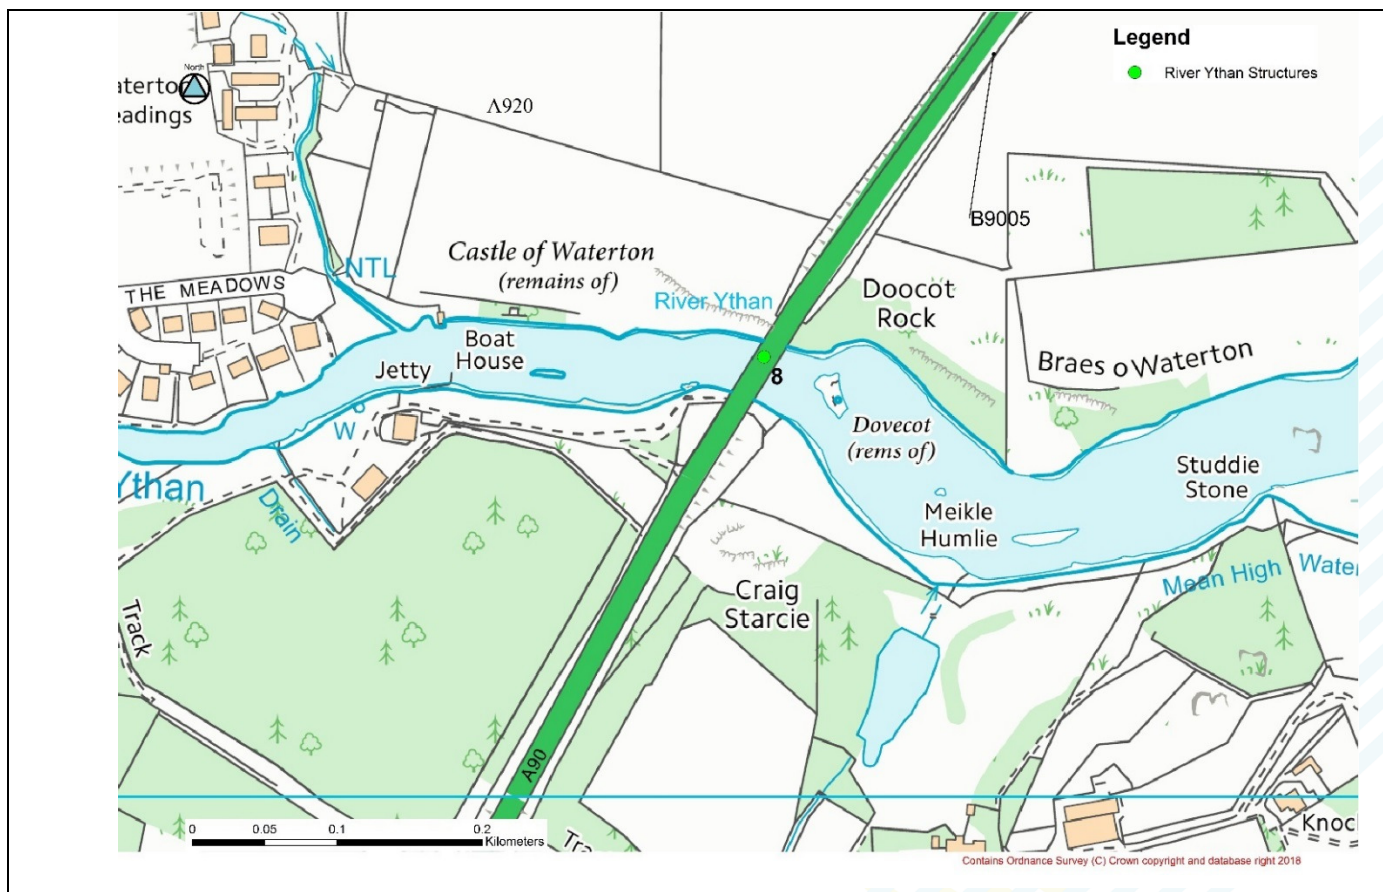 Legend
River Ythan Structures
North
aterto
eadings
A920
B9005
Castle of Waterton
(remains of)
NTL
THE MEADOWS
River Ythan
Doocot
Rock
Boat
House
Jetty
Braes o Waterton
8
Dovecot
(rems of)
W
Studdie
Stone
Ythan
Drain
Meikle
Humlie
Mean High Water
Craig
Starcie
Track
A90
0 0.05 0.1 0.2
Kilometers
Tra
Knoc
Contains Ordnance Survey (C) Crown copyright and database right 2018